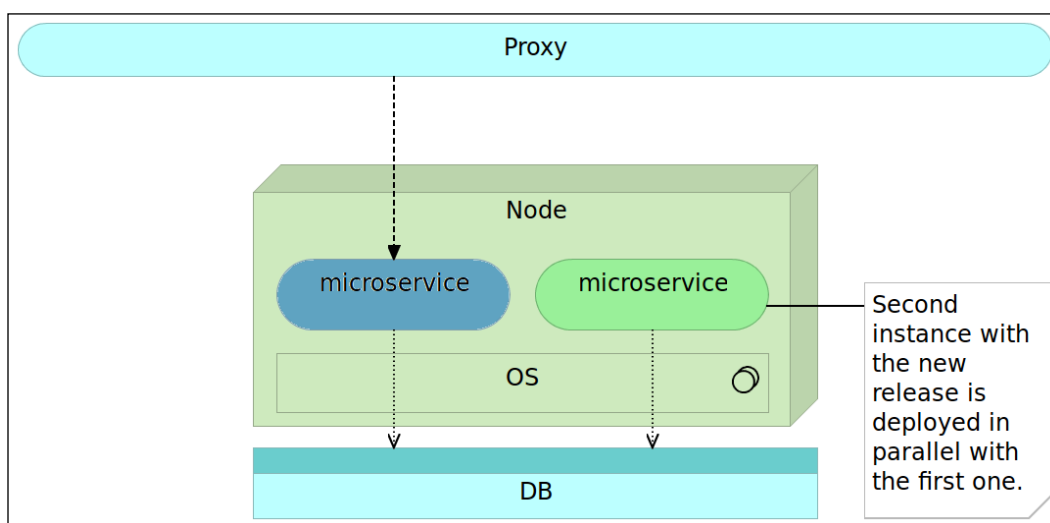 Proxy
Node
microservice
microservice
OS
DB
Second
instance with
the new
release is
deployed in
parallel with
the first one.